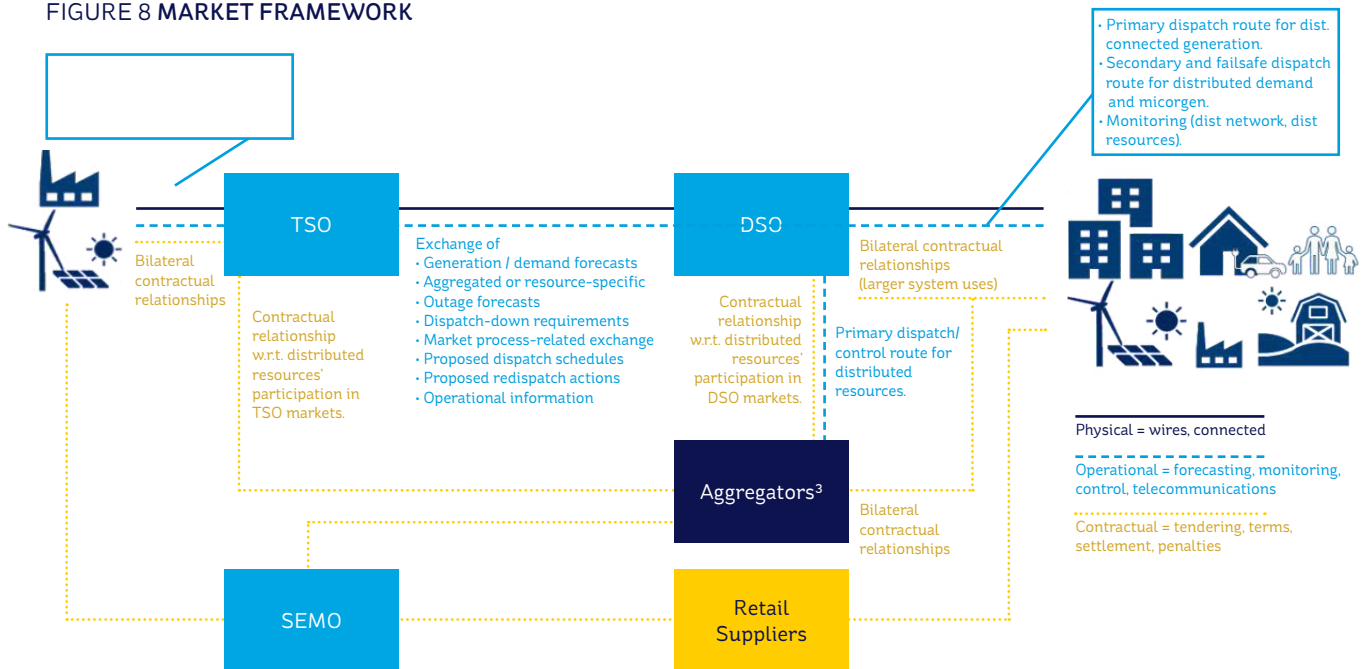 FIGURE 8 MARKET FRAMEWORK
• Primary dispatch route for dist.
connected generation.
• Secondary and failsafe dispatch
route for distributed demand
and micorgen.
• Monitoring (dist network, dist
resources).
TSO
DSO
Bilateral
contractual
relationships
Contractual
relationship
w.r.t. distributed
resources'
participation in
TSO markets.
Exchange of
• Generation / demand forecasts
• Aggregated or resource-specific
• Outage forecasts
• Dispatch-down requirements
• Market process-related exchange
• Proposed dispatch schedules
• Proposed redispatch actions
• Operational information
Contractual
relationship
w.r.t. distributed
resources'
participation in
DSO markets.
Bilateral contractual
relationships
(larger system uses)
Primary dispatch/
control route for
distributed
resources.
Aggregators³
Bilateral
contractual
relationships
SEMO
Retail
Suppliers
Physical = wires, connected
Operational = forecasting, monitoring,
control, telecommunications
Contractual = tendering, terms,
settlement, penalties